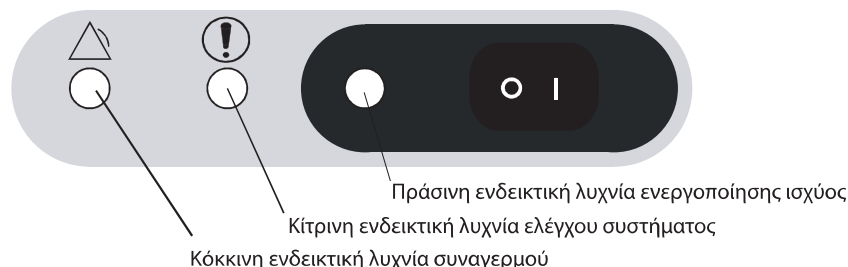 O I
Πράσινη ενδεικτική λυχνία ενεργοποίησης ισχύος
Κίτρινη ενδεικτική λυχνία ελέγχου συστήματος
Κόκκινη ενδεικτική λυχνία συναγερμού